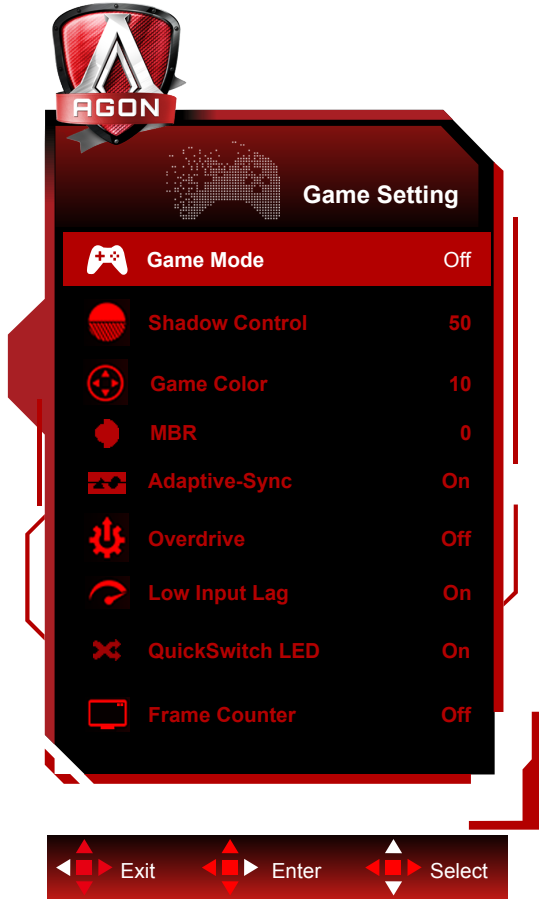 AGON
Game Setting
Game Mode Off
Shadow Control 50
Game Color 10
MBR 0
Adaptive-Sync On
Overdrive Off
Low Input Lag On
QuickSwitch LED On
Frame Counter Off
Exit Enter Select